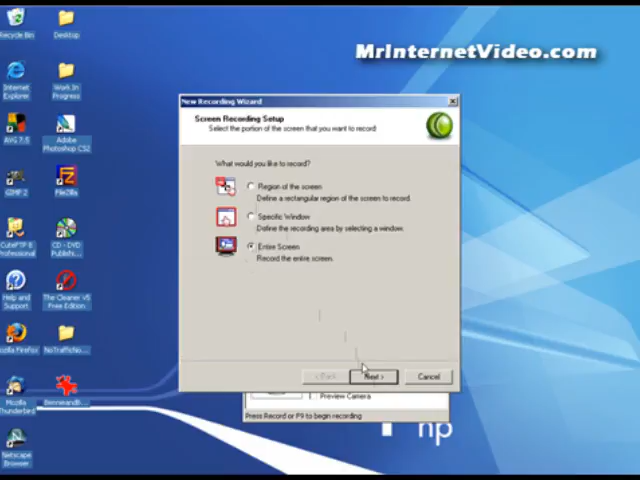 MrInternetVideo.com
Recycle Bin
Desktop
Internet Explorer
Work In Progress
AVG 7.5
Adobe Photoshop CS2
GIMP 2
FileZilla
CuteFTP 8 Professional
CD - DVD Publishi...
Help and Support
The Cleaner v5 Free Edition
Mozilla Firefox
NoTrafficNo...
Mozilla Thunderbird
Netscape Browser
New Recording Wizard
Screen Recording Setup
Select the portion of the screen that you want to record
What would you like to record?
Region of the screen
Define a rectangular region of the screen to record.
Specific Window
Define the recording area by selecting a window.
Entire Screen
Record the entire screen.
< Back
Next >
Cancel
Preview Camera
Press Record or F9 to begin recording
hp